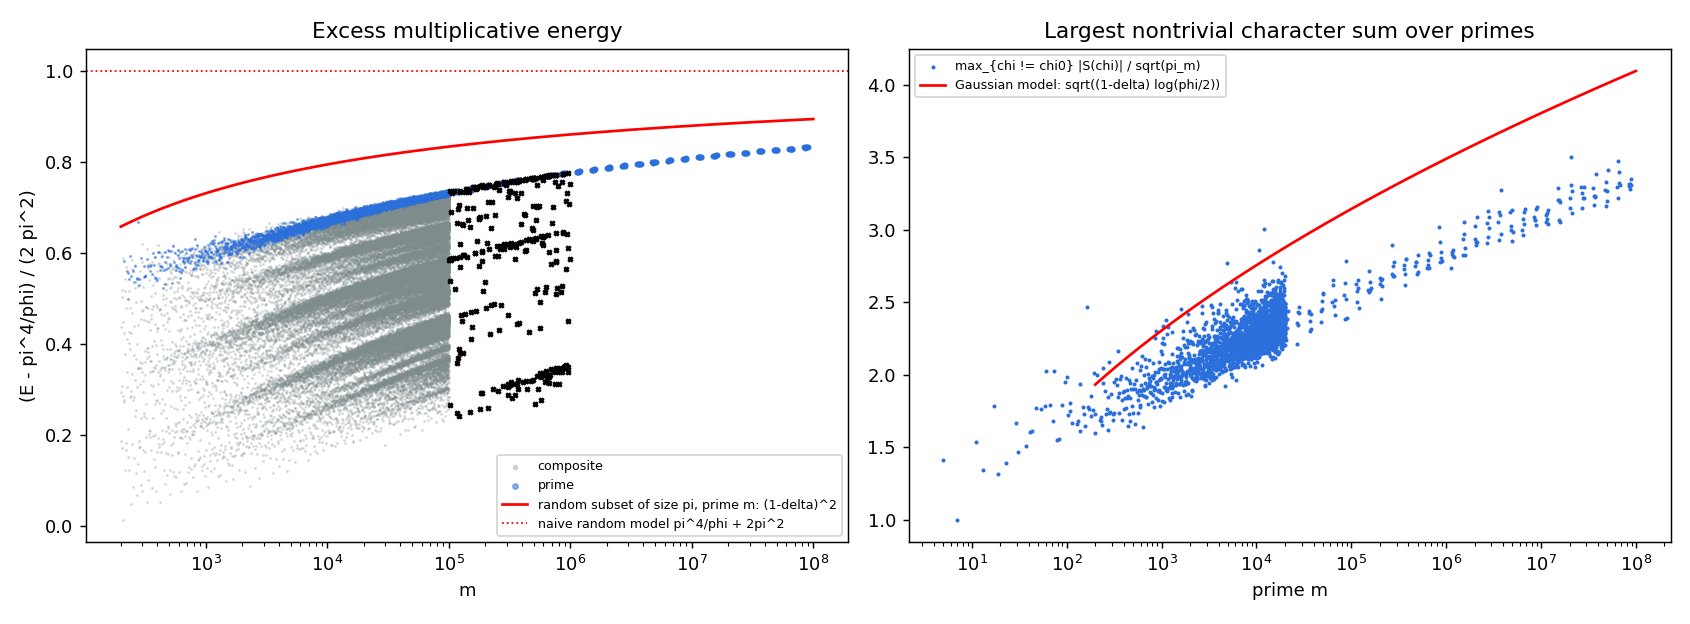 Excess multiplicative energy
(E - pi^4/phi) / (2 pi^2)
1.0
0.8
0.6
0.4
0.2
0.0
composite
prime
random subset of size pi, prime m: (1-delta)^2
naive random model pi^4/phi + 2pi^2
10^3 10^4 10^5 10^6 10^7 10^8
m
Largest nontrivial character sum over primes
max_{chi != chi0} |S(chi)| / sqrt(pi_m)
Gaussian model: sqrt((1-delta) log(phi/2))
4.0
3.5
3.0
2.5
2.0
1.5
1.0
10^1 10^2 10^3 10^4 10^5 10^6 10^7 10^8
prime m